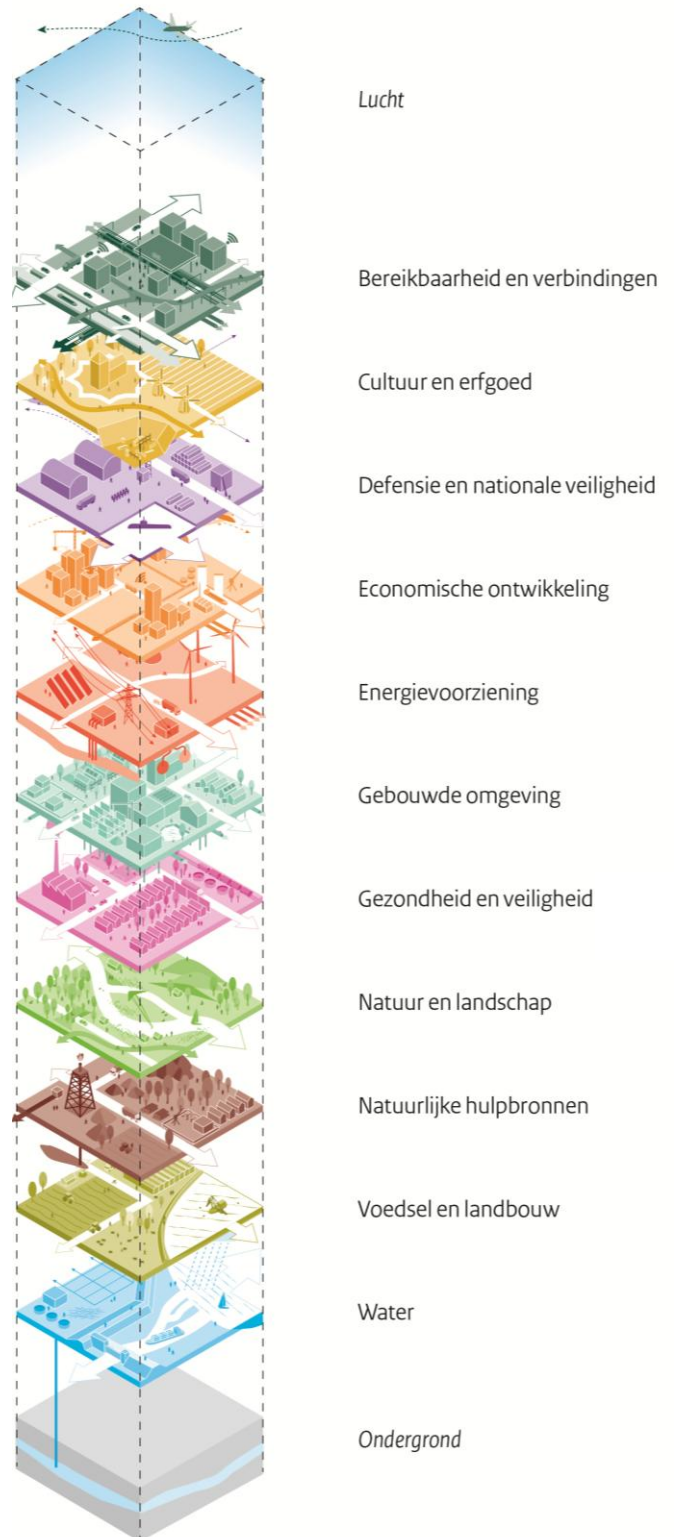 Lucht
Bereikbaarheid en verbindingen
Cultuur en erfgoed
Defensie en nationale veiligheid
Economische ontwikkeling
Energievoorziening
Gebouwde omgeving
Gezondheid en veiligheid
Natuur en landschap
Natuurlijke hulpbronnen
Voedsel en landbouw
Water
Ondergrond